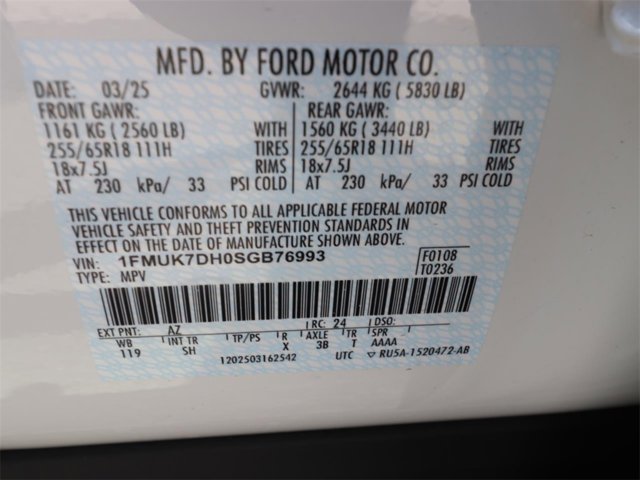 MFD. BY FORD MOTOR CO.
DATE: 03/25 GVWR: 2644 KG ( 5830 LB)
FRONT GAWR: REAR GAWR:
1161 KG ( 2560 LB) WITH 1560 KG ( 3440 LB) WITH
255/65R18 111H TIRES 255/65R18 111H TIRES
18x7.5J RIMS 18x7.5J RIMS
AT 230 kPa/ 33 PSI COLD AT 230 kPa/ 33 PSI COLD
THIS VEHICLE CONFORMS TO ALL APPLICABLE FEDERAL MOTOR
VEHICLE SAFETY AND THEFT PREVENTION STANDARDS IN
EFFECT ON THE DATE OF MANUFACTURE SHOWN ABOVE.
VIN: 1FMUK7DH0SGB76993 F0108
TYPE: MPV T0236
EXT PNT: AZ RC: 24 DSO:
WB INT TR TP/PS R AXLE TR SPR
119 SH X 3B T AAAA
1202503162542 UTC ▽ RU5A-1520472-AB